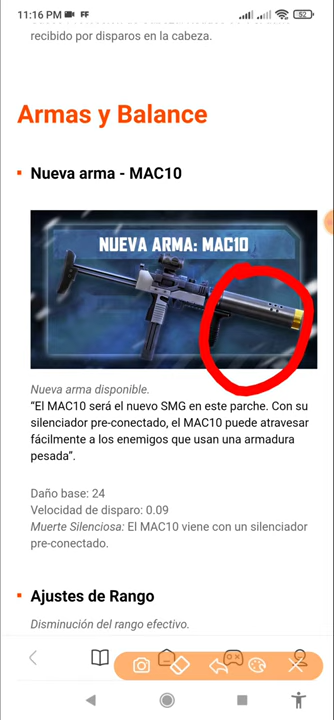 11:16 PM FF 52
recibido por disparos en la cabeza.
Armas y Balance
Nueva arma - MAC10
NUEVA ARMA: MAC10
Nueva arma disponible.
“El MAC10 será el nuevo SMG en este parche. Con su
silenciador pre-conectado, el MAC10 puede atravesar
fácilmente a los enemigos que usan una armadura
pesada”.
Daño base: 24
Velocidad de disparo: 0.09
Muerte Silenciosa: El MAC10 viene con un silenciador
pre-conectado.
Ajustes de Rango
Disminución del rango efectivo.